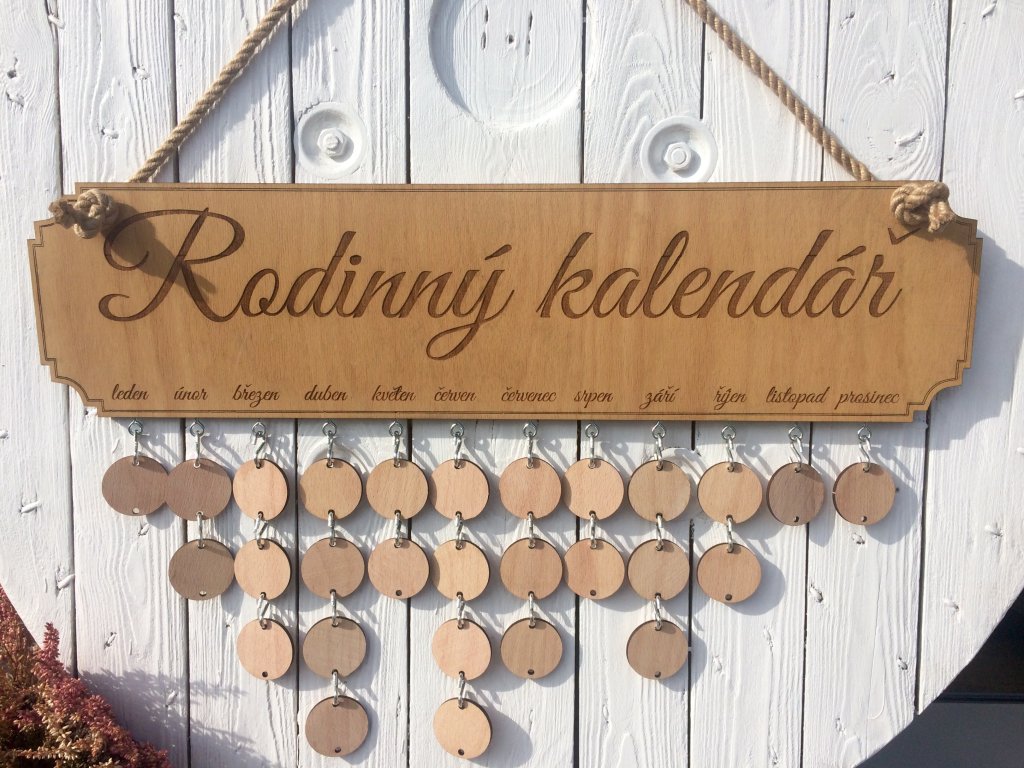 Rodinný kalendář
leden únor březen duben květen červen červenec srpen září říjen listopad prosinec